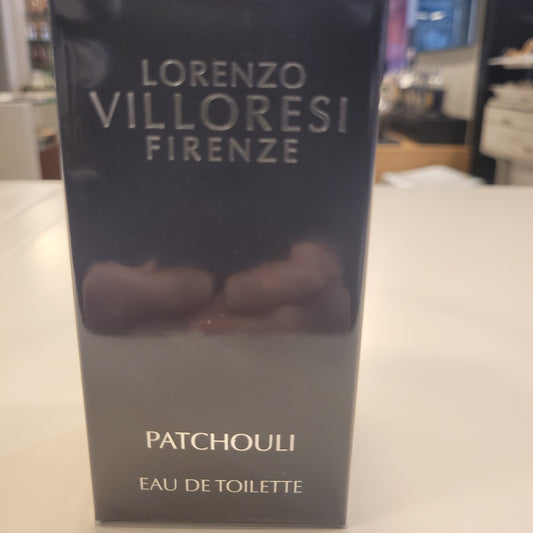 LORENZO
VILLORESI
FIRENZE
PATCHOULI
EAU DE TOILETTE